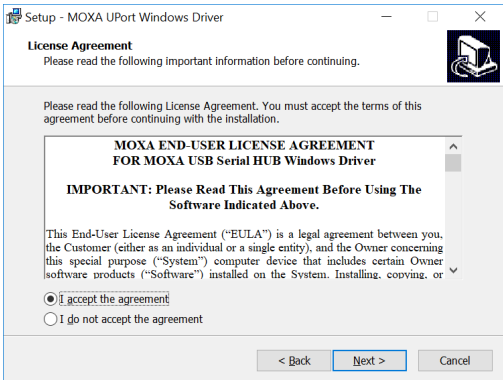 Setup - MOXA UPort Windows Driver
License Agreement
Please read the following important information before continuing.
Please read the following License Agreement. You must accept the terms of this
agreement before continuing with the installation.
MOXA END-USER LICENSE AGREEMENT
FOR MOXA USB Serial HUB Windows Driver
IMPORTANT: Please Read This Agreement Before Using The
Software Indicated Above.
This End-User License Agreement (“EULA”) is a legal agreement between you,
the Customer (either as an individual or a single entity), and the Owner concerning
this special purpose (“System”) computer device that includes certain Owner
software products (“Software”) installed on the System. Installing, copying, or
I accept the agreement
I do not accept the agreement
< Back
Next >
Cancel